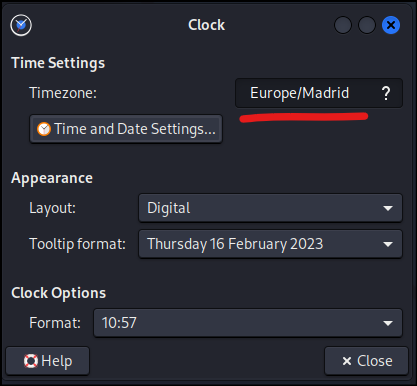 Clock
Time Settings
Timezone: Europe/Madrid ?
Time and Date Settings...
Appearance
Layout: Digital
Tooltip format: Thursday 16 February 2023
Clock Options
Format: 10:57
Help × Close